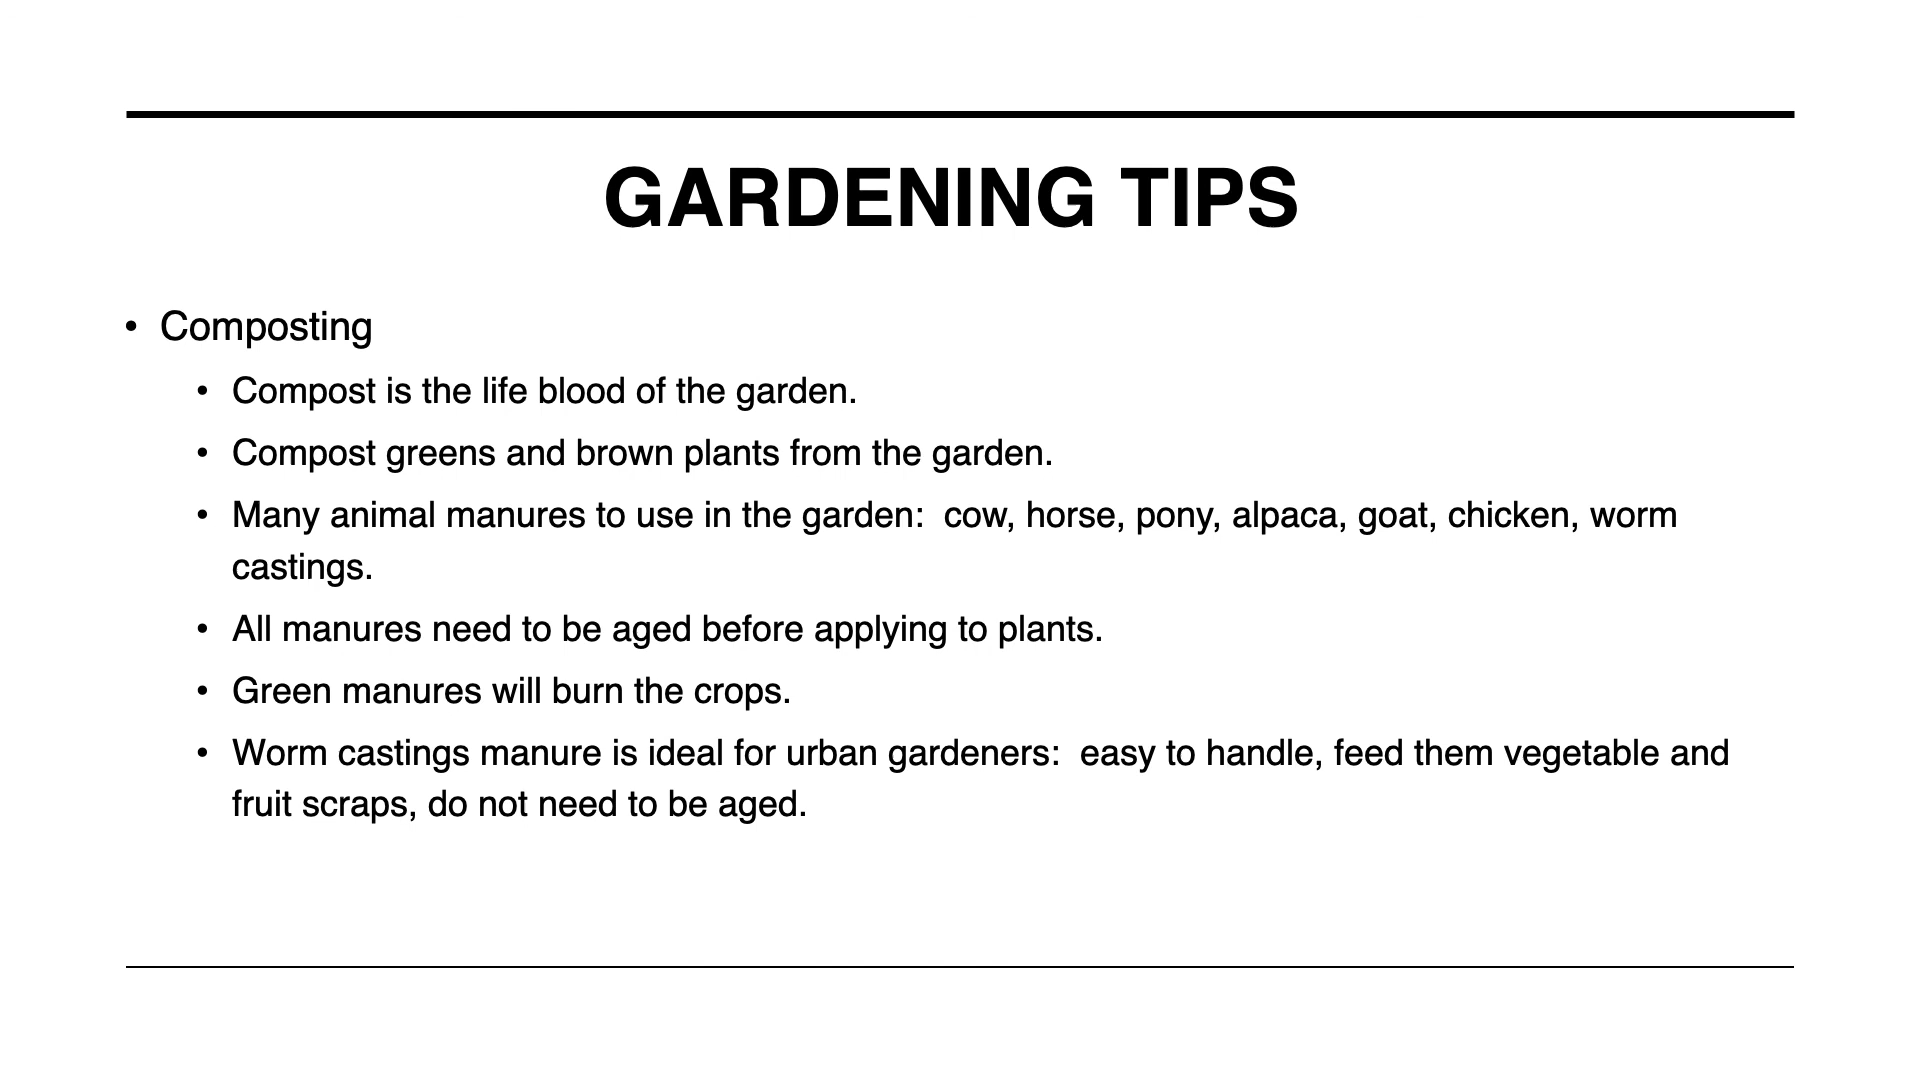 GARDENING TIPS
• Composting
• Compost is the life blood of the garden.
• Compost greens and brown plants from the garden.
• Many animal manures to use in the garden:  cow, horse, pony, alpaca, goat, chicken, worm
castings.
• All manures need to be aged before applying to plants.
• Green manures will burn the crops.
• Worm castings manure is ideal for urban gardeners:  easy to handle, feed them vegetable and
fruit scraps, do not need to be aged.